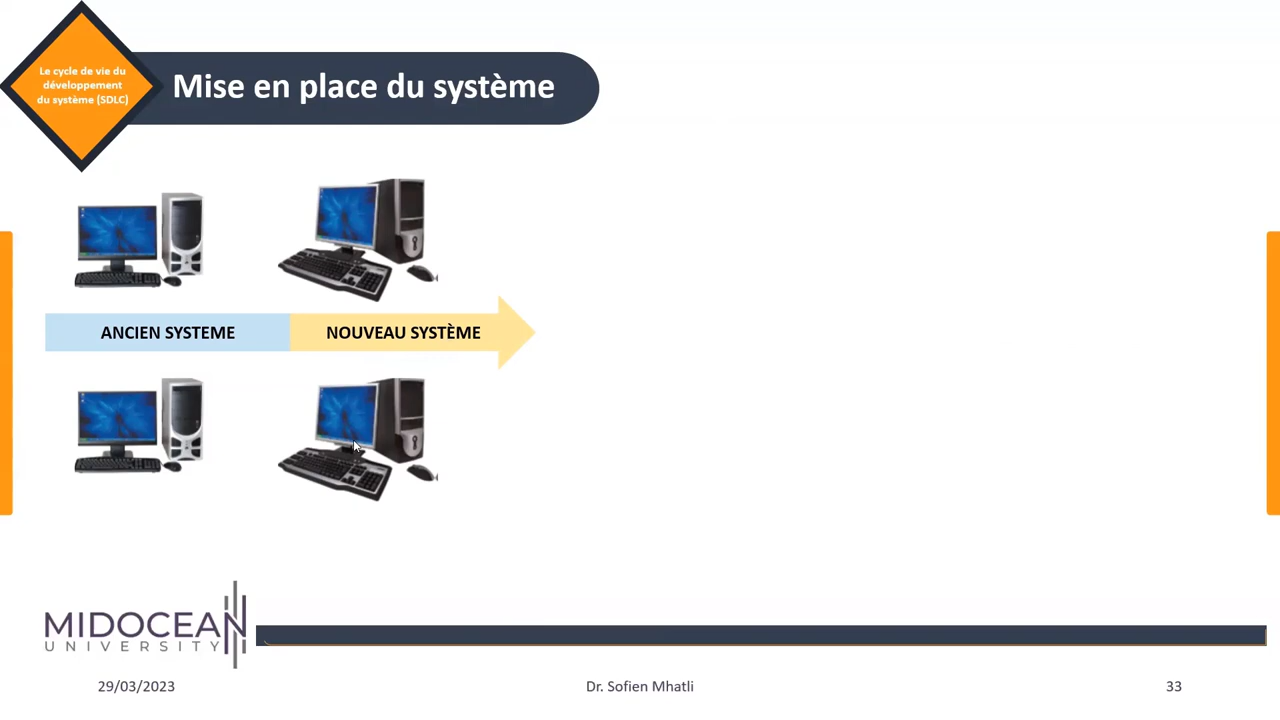 Le cycle de vie du
développement
du système (SDLC)
Mise en place du système
ANCIEN SYSTEME
NOUVEAU SYSTÈME
MIDOCEAN
UNIVERSITY
29/03/2023
Dr. Sofien Mhatli
33